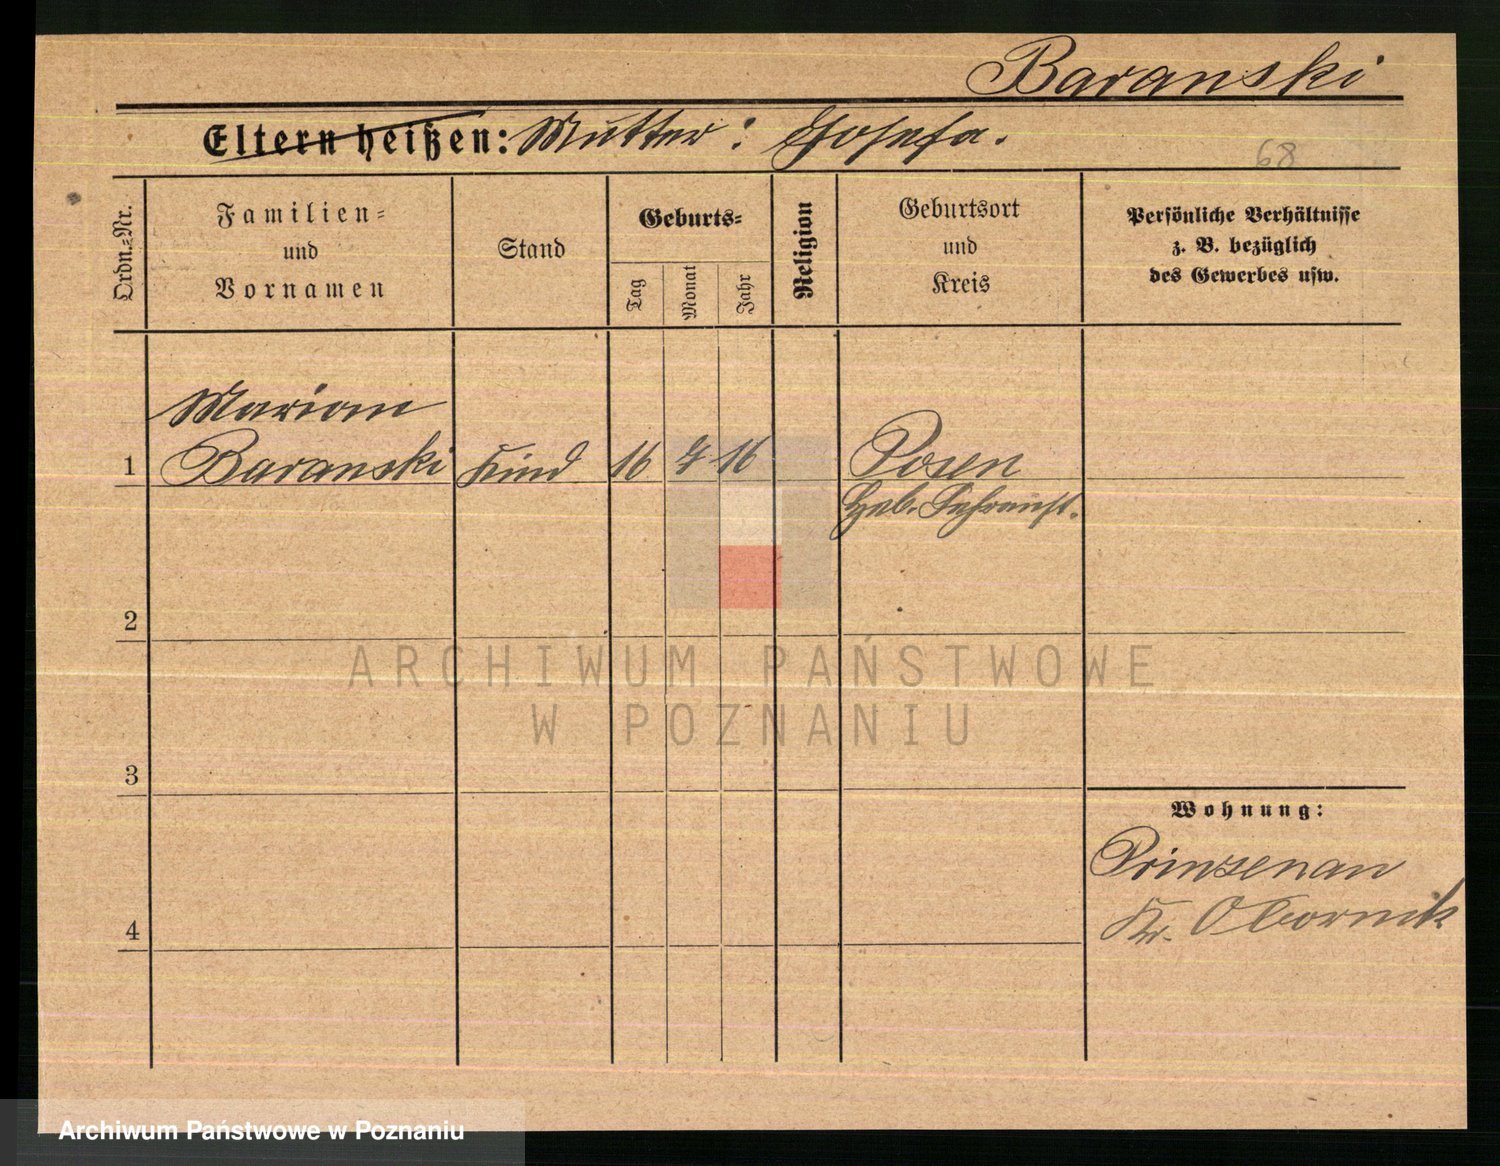 Baranski
Eltern heißen: Mutter: Josefa.
68
Ordn.=Nr.
Familien=
und
Vornamen
Stand
Geburts=
Tag
Monat
Jahr
Religion
Geburtsort
und
Kreis
Persönliche Verhältnisse
z. B. bezüglich
des Gewerbes usw.
Marian
1 Baranski Kind 16 7 16 Posen
Heb.
2
ARCHIWUM PAŃSTWOWE
W POZNANIU
3
Wohnung:
Prinzenau
Kr. Obornik
4
Archiwum Państwowe w Poznaniu